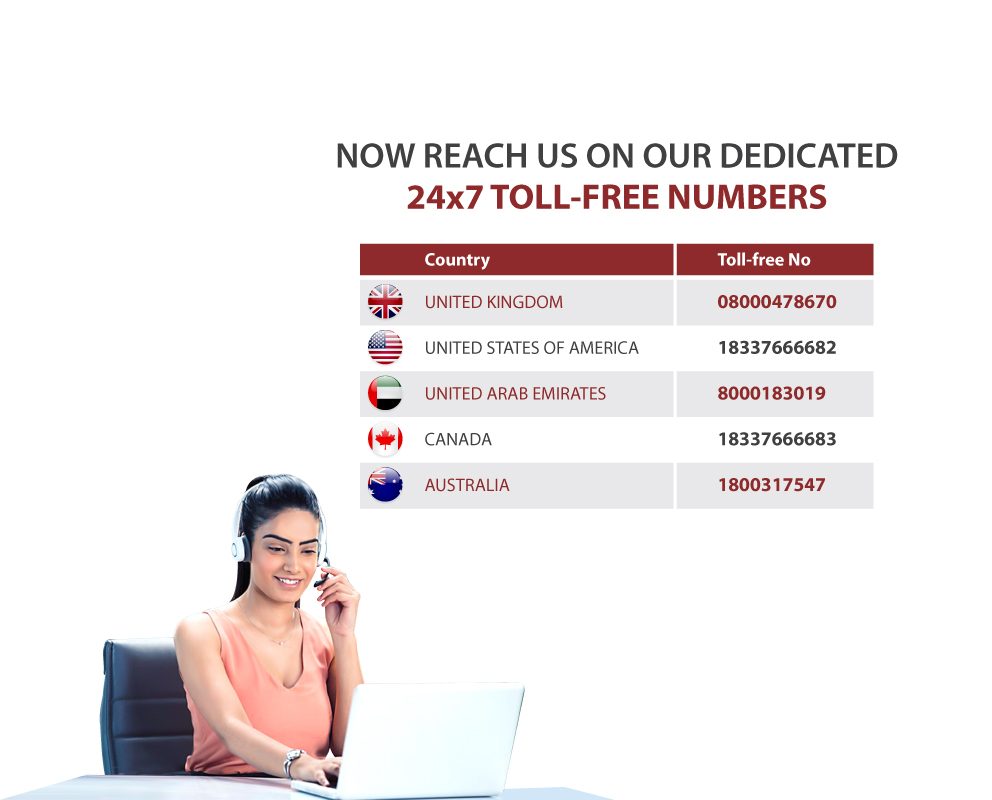 NOW REACH US ON OUR DEDICATED
24x7 TOLL-FREE NUMBERS
Country Toll-free No
UNITED KINGDOM 08000478670
UNITED STATES OF AMERICA 18337666682
UNITED ARAB EMIRATES 8000183019
CANADA 18337666683
AUSTRALIA 1800317547